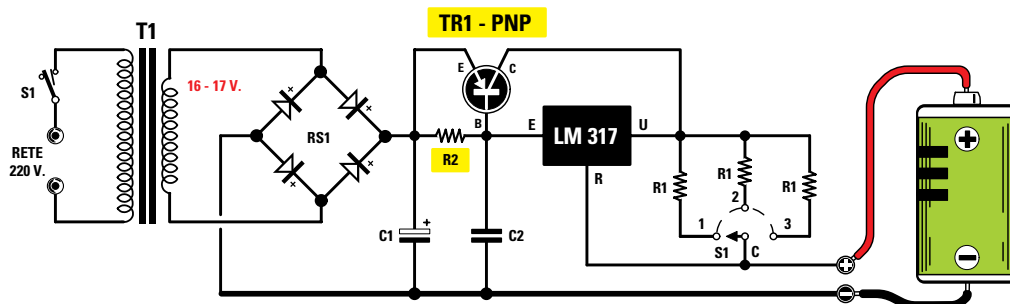 TR1 - PNP
T1
S1
16 - 17 V.
RETE
220 V.
RS1
E
C
B
R2
E
LM 317
U
R
R1
R1
R1
1
2
3
S1
C
C1
+
C2
+
-
+
-